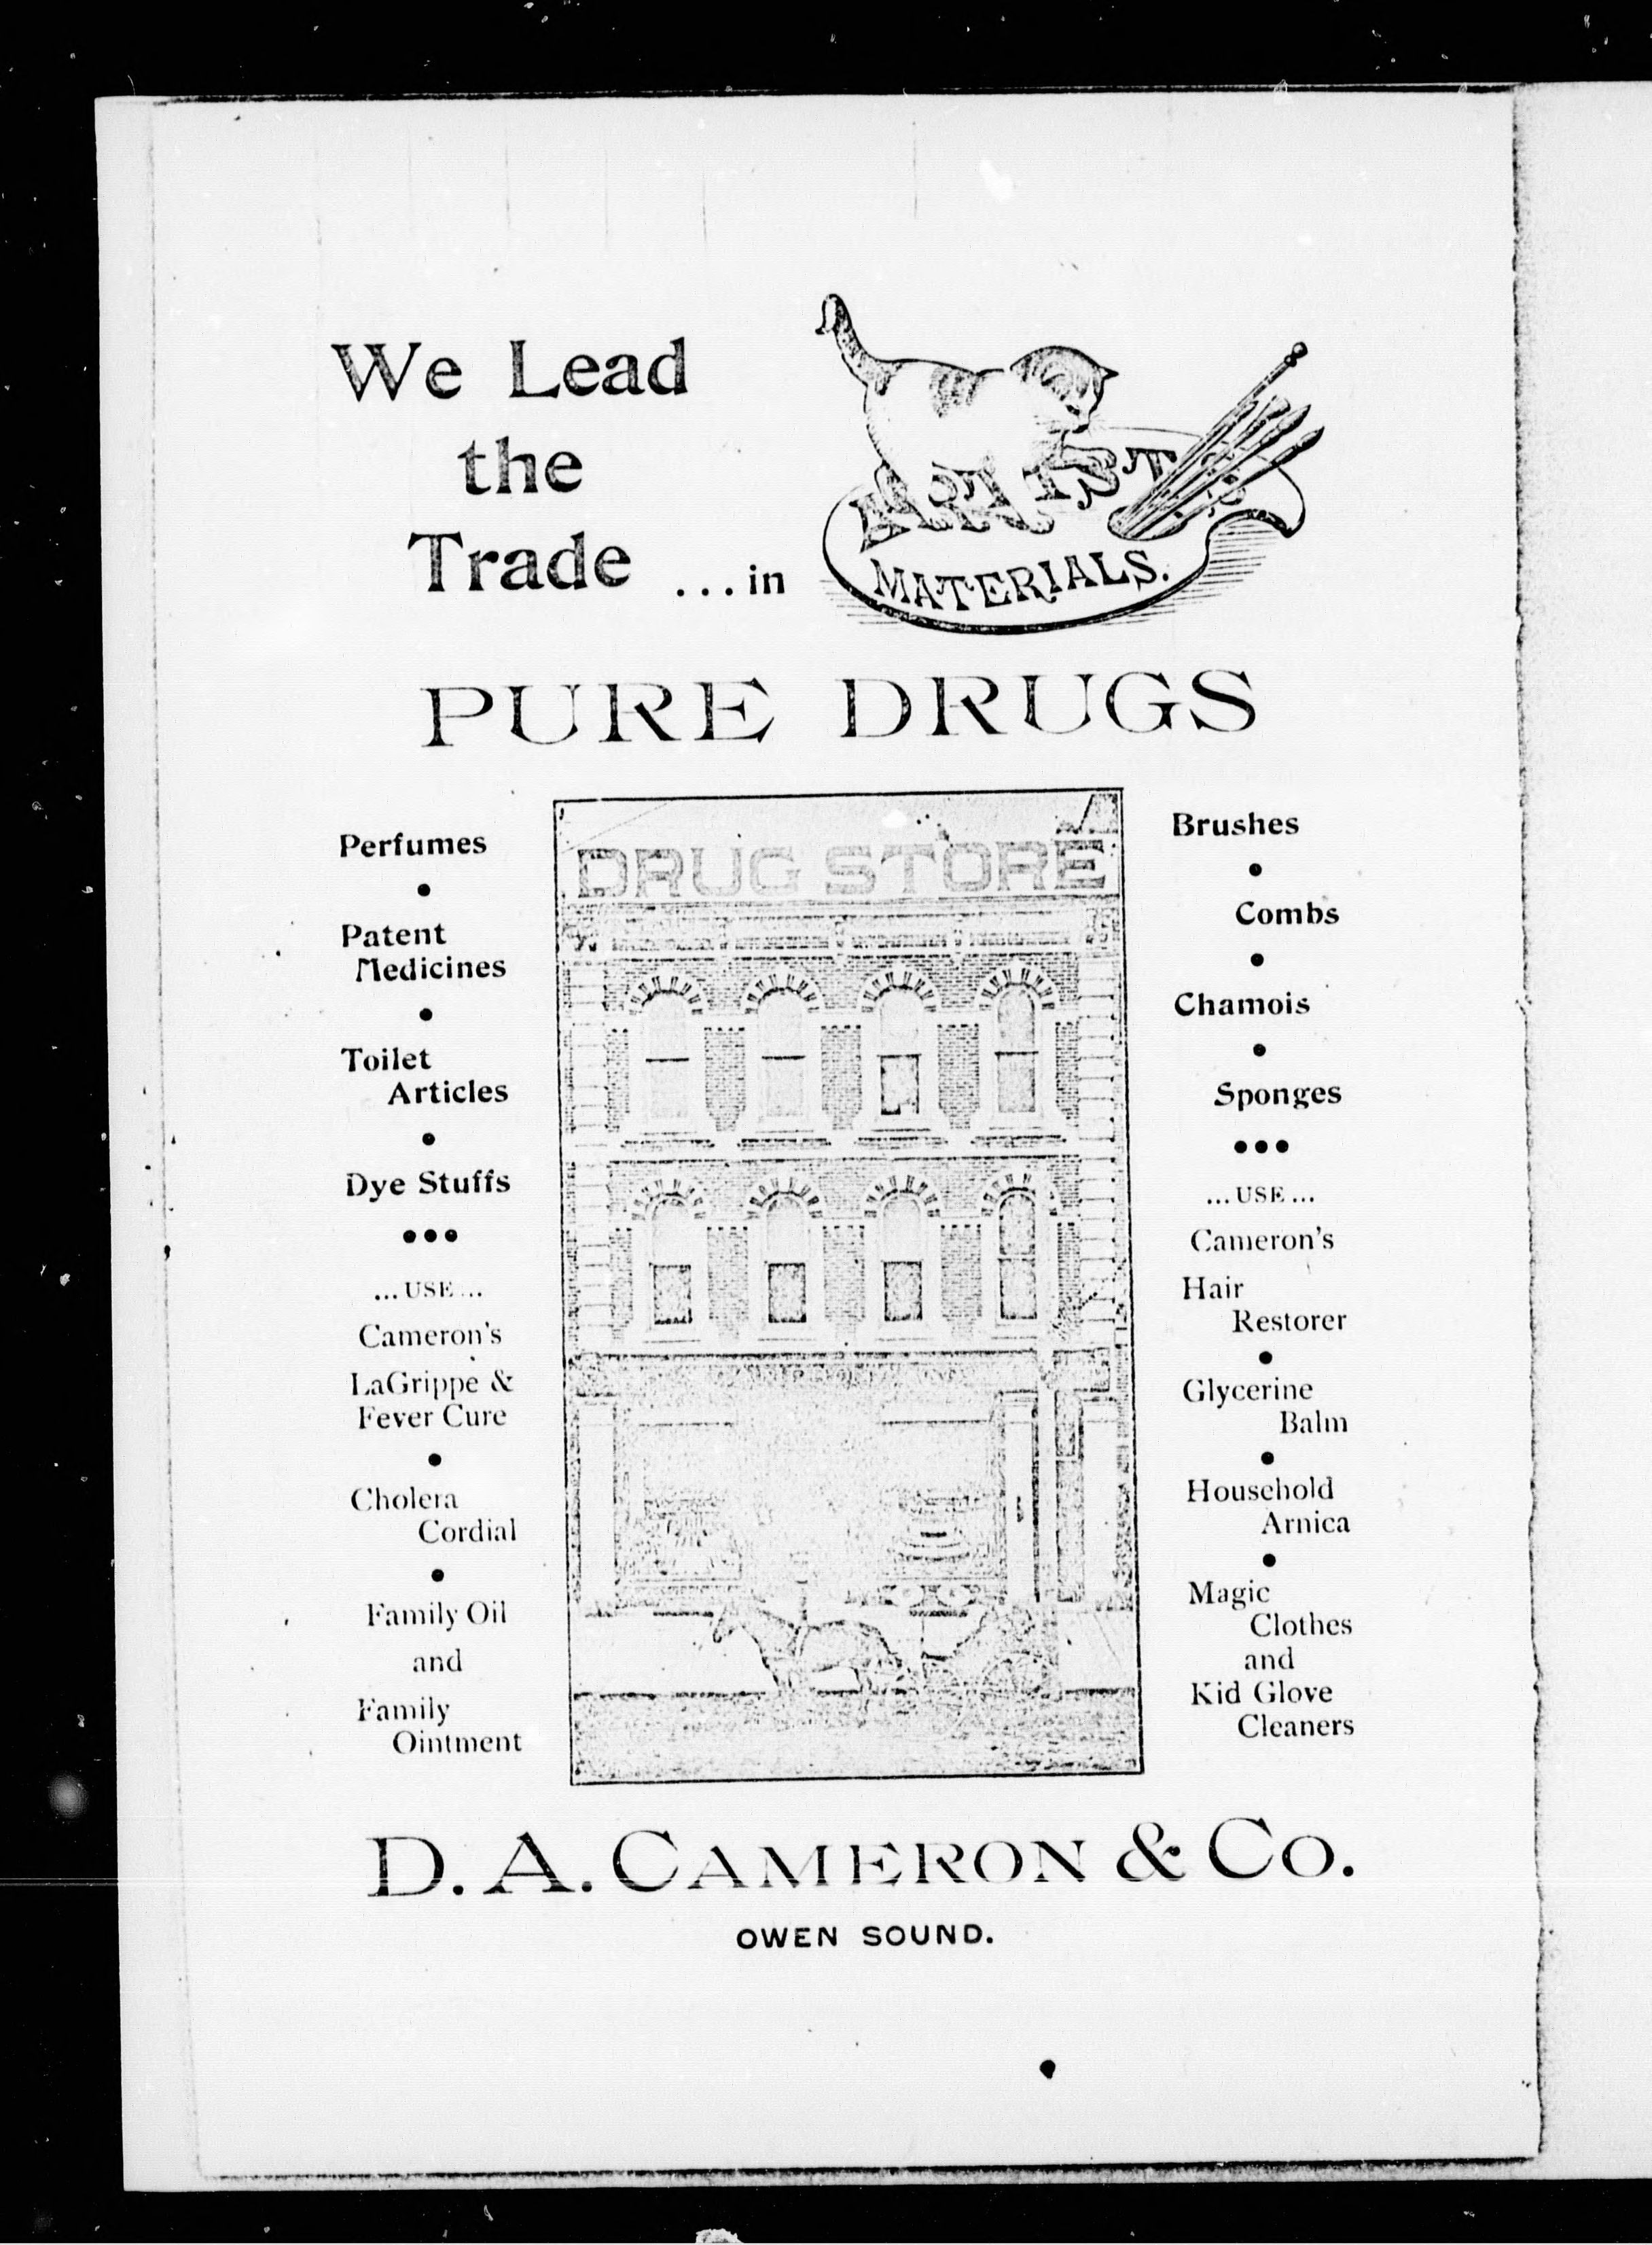 We Lead
the
Trade ...in
ARTISTS
MATERIALS.
PURE DRUGS
Perfumes
Patent
Medicines
Toilet
Articles
Dye Stuffs
...USE...
Cameron's
LaGrippe &
Fever Cure
Cholera
Cordial
Family Oil
and
Family
Ointment
DRUG STORE
Brushes
Combs
Chamois
Sponges
...USE...
Cameron's
Hair
Restorer
Glycerine
Balm
Household
Arnica
Magic
Clothes
and
Kid Glove
Cleaners
D. A. CAMERON & CO.
OWEN SOUND.